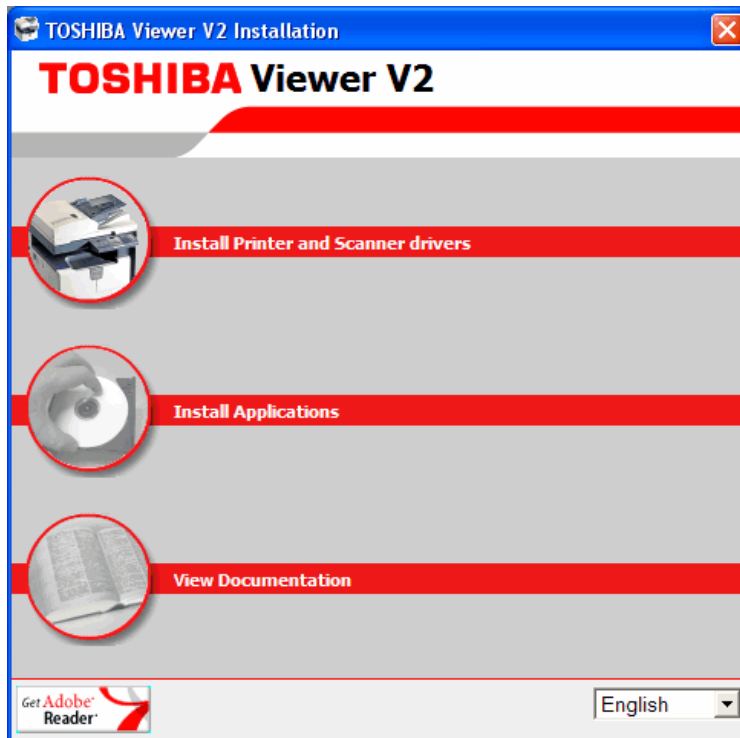 TOSHIBA Viewer V2 Installation
TOSHIBA Viewer V2
Install Printer and Scanner drivers
Install Applications
View Documentation
Get Adobe
Reader
English